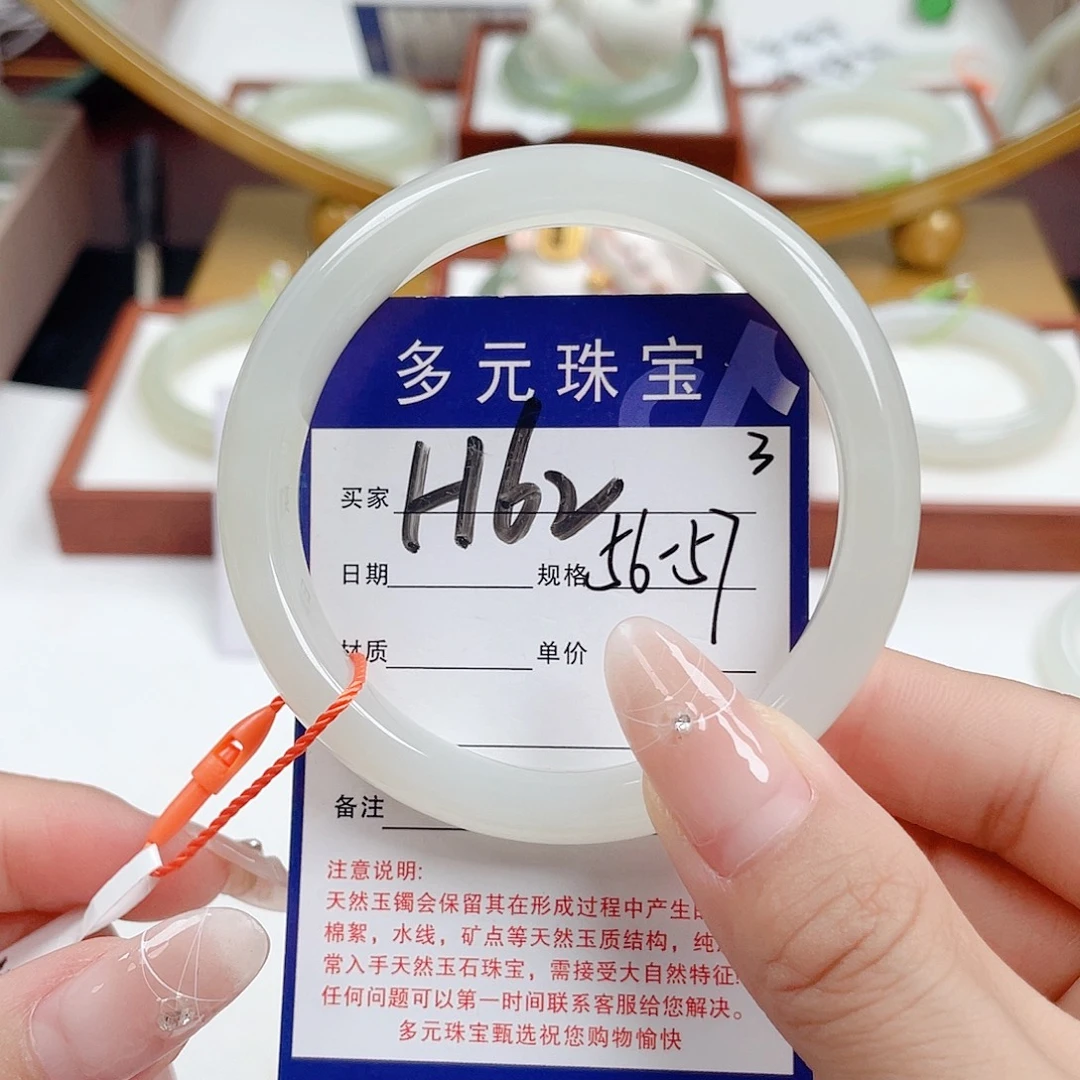 多元珠宝
3
买家 H62
日期 规格 56-57
材质 单价
备注
注意说明:
天然玉镯会保留其在形成过程中产生
棉絮，水线，矿点等天然玉质结构，纯
常入手天然玉石珠宝，需接受大自然特征
任何问题可以第一时间联系客服给您解决。
多元珠宝甄选祝您购物愉快